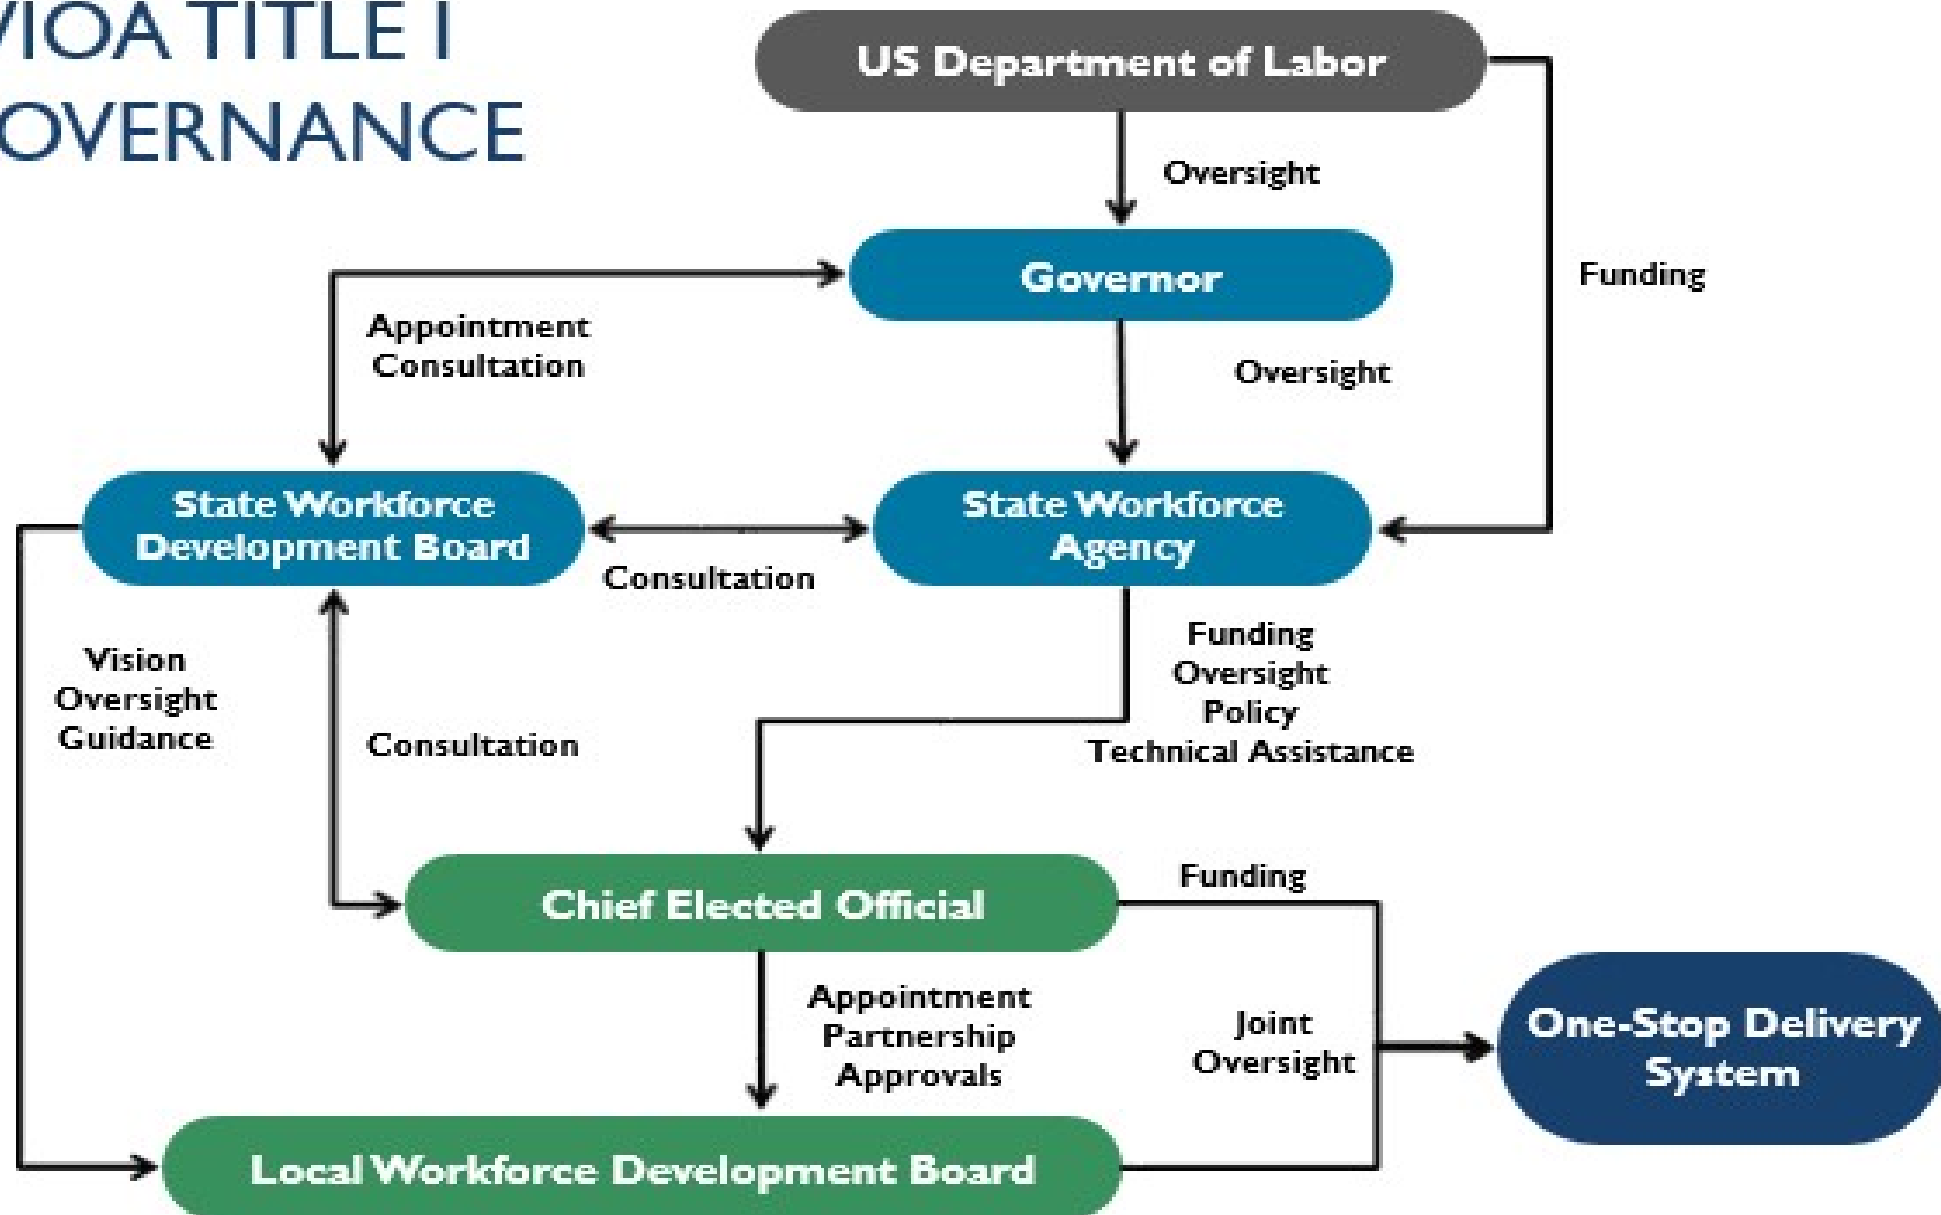 VIOA TITLE I
OVERNANCE
US Department of Labor
Oversight
Governor
Funding
Appointment
Consultation
Oversight
State Workforce
Development Board
State Workforce
Agency
Consultation
Vision
Oversight
Guidance
Consultation
Funding
Oversight
Policy
Technical Assistance
Chief Elected Official
Funding
Appointment
Partnership
Approvals
Joint
Oversight
One-Stop Delivery
System
Local Workforce Development Board